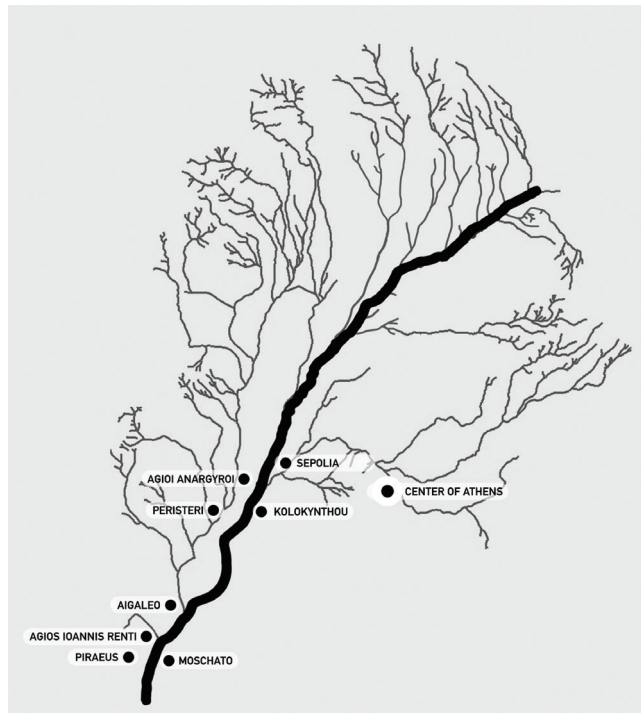 SEPOLIA
AGIOI ANARGYROI
CENTER OF ATHENS
PERISTERI
KOLOKYNTHOU
AIGALEO
AGIOS IOANNIS RENTI
PIRAEUS
MOSCHATO